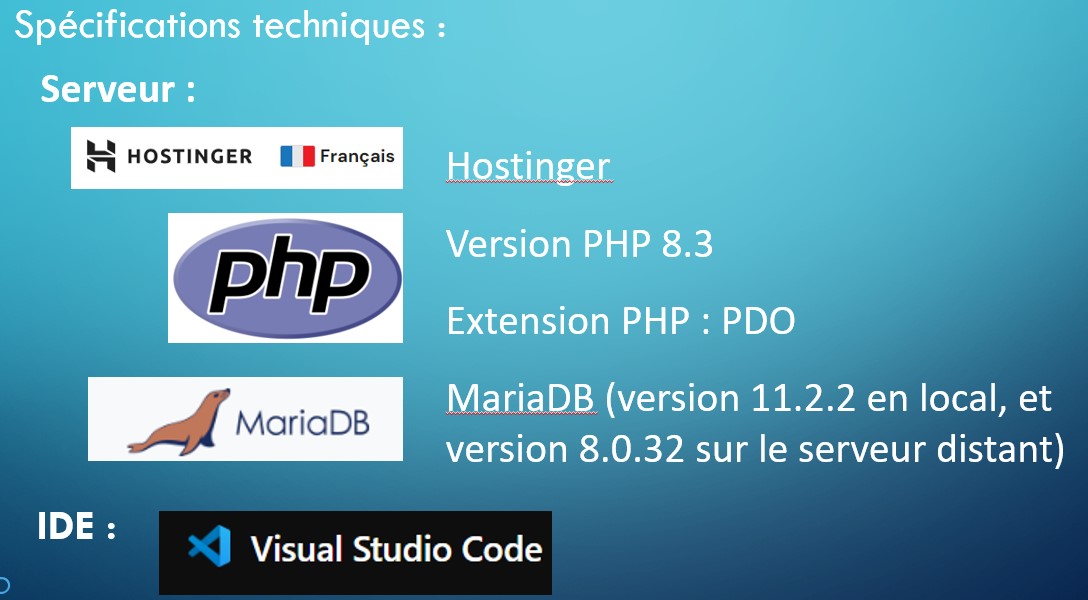 Spécifications techniques :
Serveur :
HOSTINGER Français
Hostinger
php
Version PHP 8.3
Extension PHP : PDO
MariaDB
MariaDB (version 11.2.2 en local, et
version 8.0.32 sur le serveur distant)
IDE :
Visual Studio Code